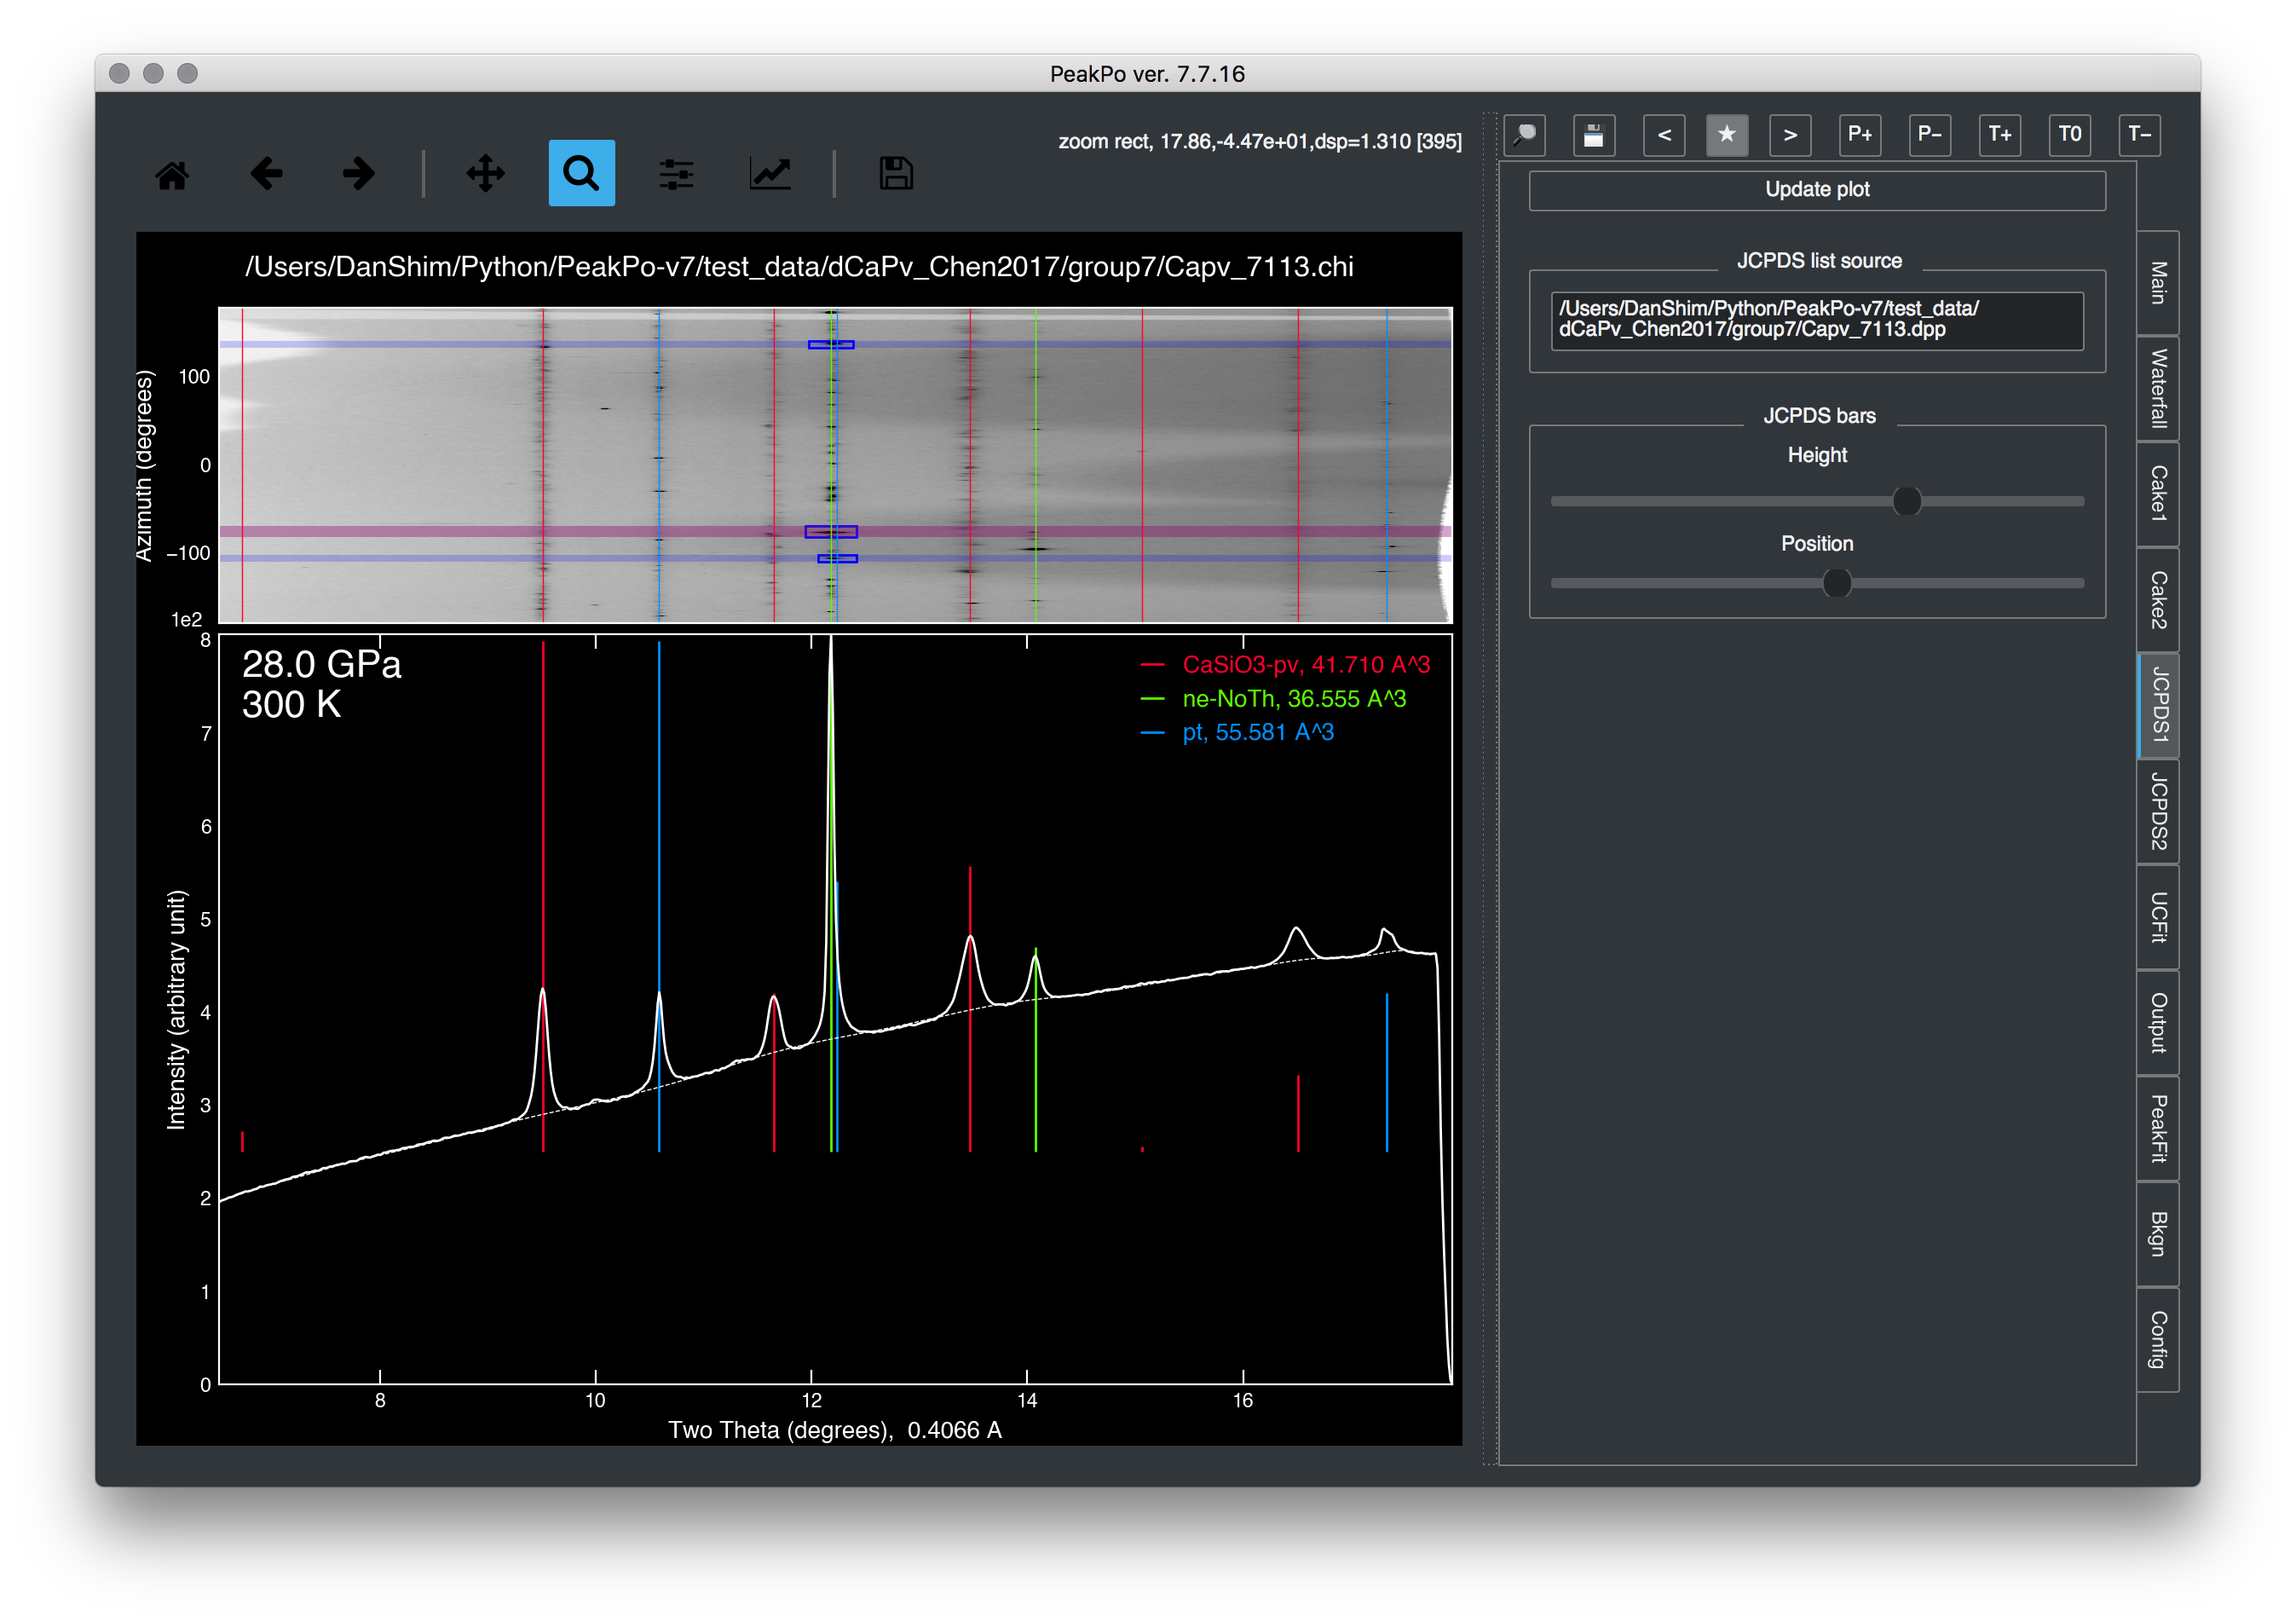 PeakPo ver. 7.7.16
zoom rect, 17.86,-4.47e+01,dsp=1.310 [395]
< ★ > P+ P− T+ T0 T−
/Users/DanShim/Python/PeakPo-v7/test_data/dCaPv_Chen2017/group7/Capv_7113.chi
Azimuth (degrees)
100
0
−100
1e2
8
7
6
5
4
3
2
1
0
Intensity (arbitrary unit)
28.0 GPa
300 K
CaSiO3-pv, 41.710 A^3
ne-NoTh, 36.555 A^3
pt, 55.581 A^3
8 10 12 14 16
Two Theta (degrees), 0.4066 A
Update plot
JCPDS list source
/Users/DanShim/Python/PeakPo-v7/test_data/
dCaPv_Chen2017/group7/Capv_7113.dpp
JCPDS bars
Height
Position
Main
Waterfall
Cake1
Cake2
JCPDS1
JCPDS2
UCFit
Output
PeakFit
Bkgn
Config